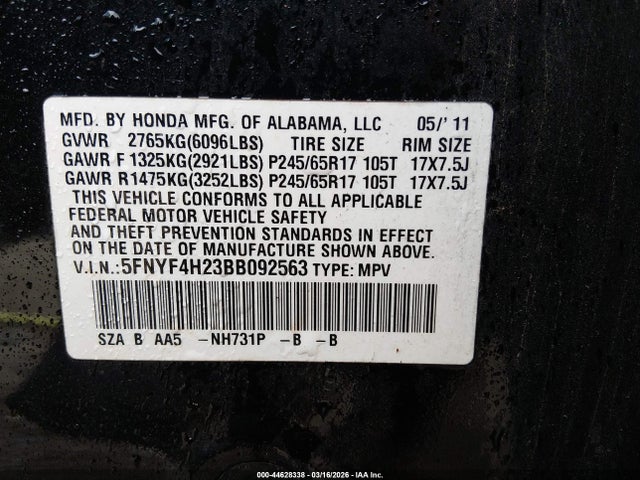 MFD. BY HONDA MFG. OF ALABAMA, LLC 05/'11
GVWR 2765KG(6096LBS) TIRE SIZE RIM SIZE
GAWR F 1325KG(2921LBS) P245/65R17 105T 17X7.5J
GAWR R1475KG(3252LBS) P245/65R17 105T 17X7.5J
THIS VEHICLE CONFORMS TO ALL APPLICABLE
FEDERAL MOTOR VEHICLE SAFETY
AND THEFT PREVENTION STANDARDS IN EFFECT
ON THE DATE OF MANUFACTURE SHOWN ABOVE.
V.I.N.:5FNYF4H23BB092563 TYPE: MPV
SZA B AA5 -NH731P -B -B
000-44628338 - 03/16/2026 - IAA Inc.